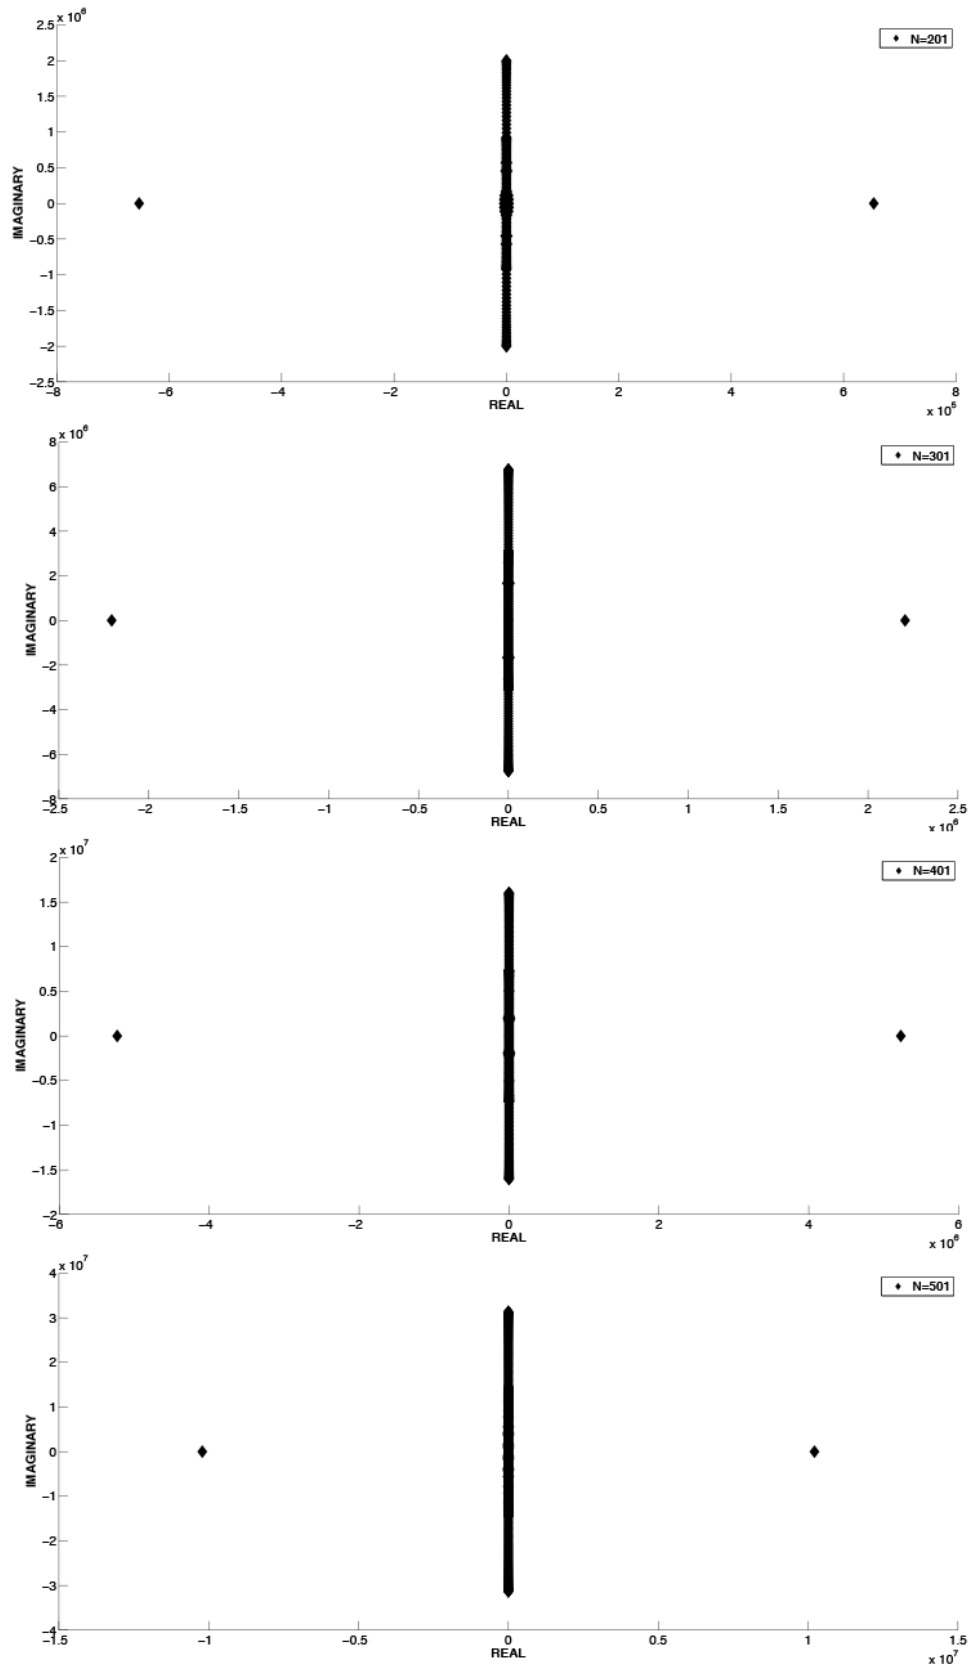 x 10^6
2.5
N=201
2
1.5
1
0.5
IMAGINARY
0
−0.5
−1
−1.5
−2
−2.5
−8 −6 −4 −2 0 2 4 6 8
REAL
x 10^5
x 10^6
8
N=301
6
4
2
IMAGINARY
0
−2
−4
−6
−8
−2.5 −2 −1.5 −1 −0.5 0 0.5 1 1.5 2 2.5
REAL
x 10^6
x 10^7
2
N=401
1.5
1
0.5
IMAGINARY
0
−0.5
−1
−1.5
−2
−6 −4 −2 0 2 4 6
REAL
x 10^6
x 10^7
4
N=501
3
2
1
IMAGINARY
0
−1
−2
−3
−4
−1.5 −1 −0.5 0 0.5 1 1.5
REAL
x 10^7